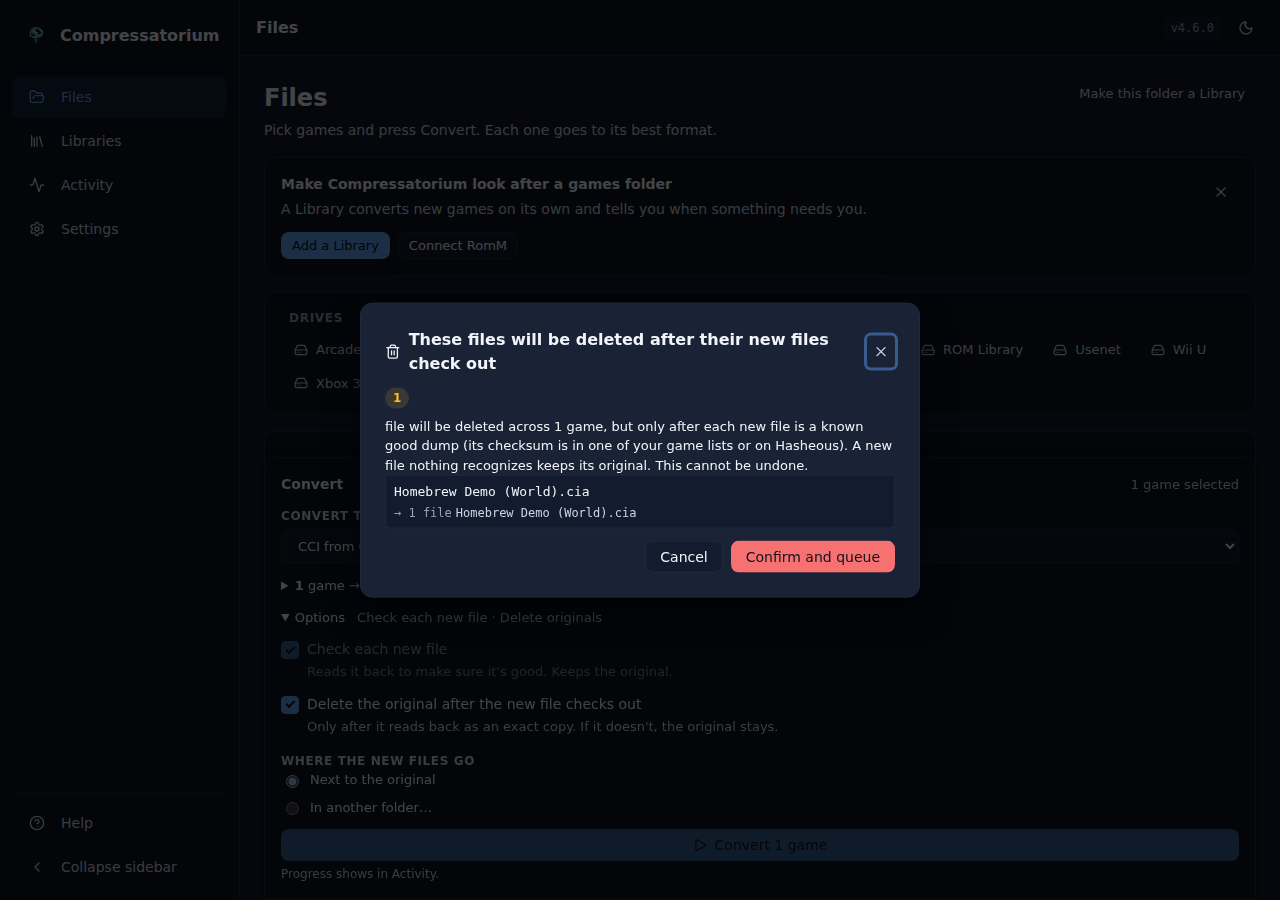 Compressatorium
Files
v4.6.0
Files
Libraries
Activity
Settings
Help
Collapse sidebar
Files
Make this folder a Library
Pick games and press Convert. Each one goes to its best format.
Make Compressatorium look after a games folder
A Library converts new games on its own and tells you when something needs you.
Add a Library
Connect RomM
DRIVES
Arcade
ROM Library
Usenet
Wii U
Xbox 3
These files will be deleted after their new files
check out
1
file will be deleted across 1 game, but only after each new file is a known
good dump (its checksum is in one of your game lists or on Hasheous). A new
file nothing recognizes keeps its original. This cannot be undone.
Homebrew Demo (World).cia
→ 1 file Homebrew Demo (World).cia
Cancel
Confirm and queue
Convert
1 game selected
CONVERT T
CCI from
1 game →
Options Check each new file · Delete originals
Check each new file
Reads it back to make sure it's good. Keeps the original.
Delete the original after the new file checks out
Only after it reads back as an exact copy. If it doesn't, the original stays.
WHERE THE NEW FILES GO
Next to the original
In another folder…
Convert 1 game
Progress shows in Activity.